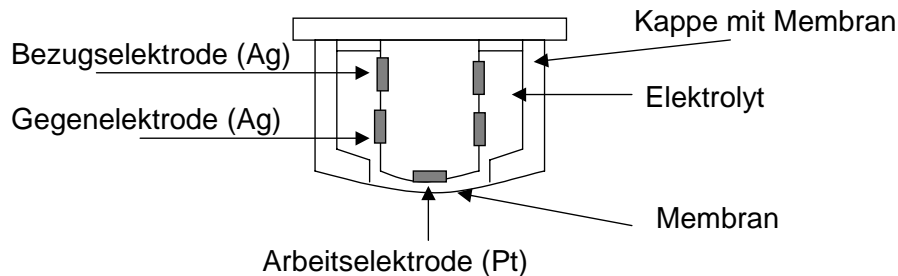 Kappe mit Membran
Bezugselektrode (Ag)
Elektrolyt
Gegenelektrode (Ag)
Membran
Arbeitselektrode (Pt)